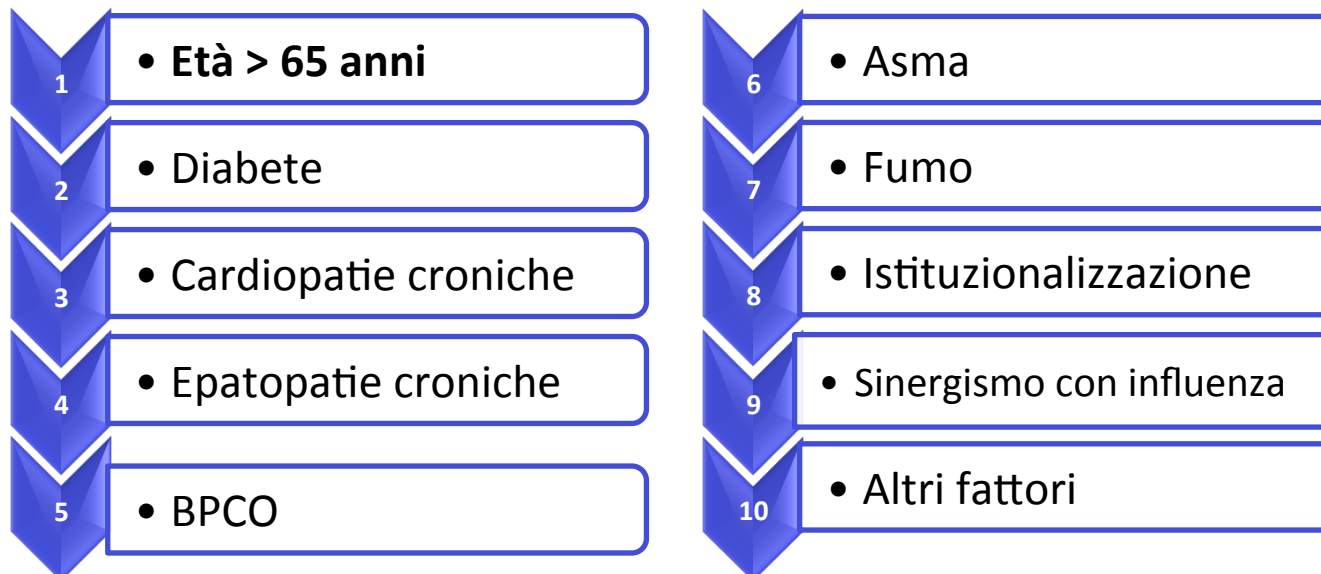 1 • Età > 65 anni
2 • Diabete
3 • Cardiopatie croniche
4 • Epatopatie croniche
5 • BPCO
6 • Asma
7 • Fumo
8 • Istituzionalizzazione
9 • Sinergismo con influenza
10 • Altri fattori